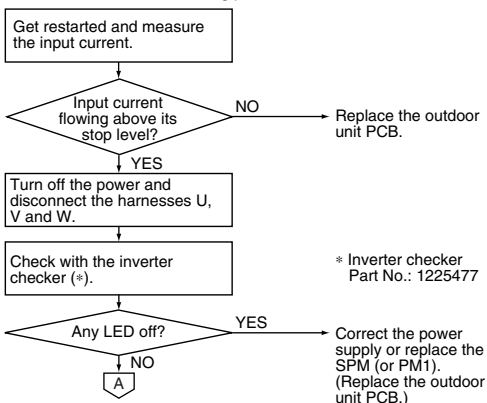 Get restarted and measure
the input current.
Input current
flowing above its
stop level?
NO
Replace the outdoor
unit PCB.
YES
Turn off the power and
disconnect the harnesses U,
V and W.
Check with the inverter
checker (*).
* Inverter checker
Part No.: 1225477
Any LED off?
YES
Correct the power
supply or replace the
SPM (or PM1).
(Replace the outdoor
unit PCB.)
NO
A